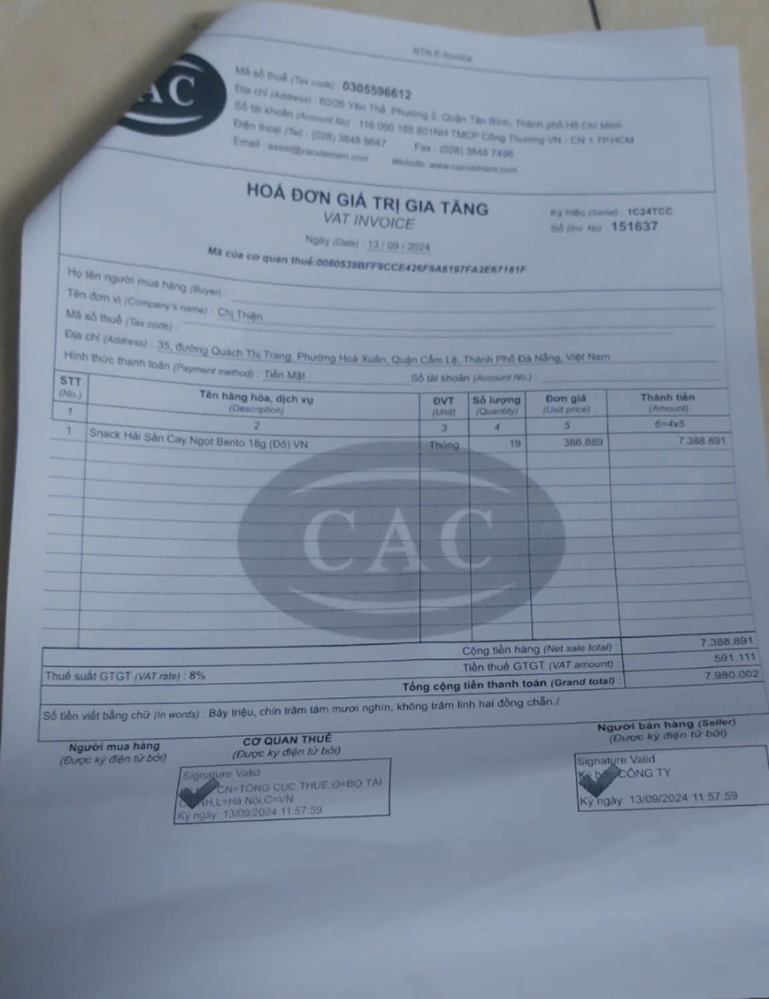 BTN E-Invoice
CAC
Mã số thuế (Tax code) : 0305596612
Địa chỉ (Address) : 60/26 Yên Thế, Phường 2, Quận Tân Bình, Thành phố Hồ Chí Minh
Số tài khoản (Account No) : 116 000 165 801NH TMCP Công Thương VN - CN 1 TP.HCM
Điện thoại (Tel) : (028) 3848 9647 Fax : (028) 3848 7496
Email : assist@cacvietnam.com Website: www.cacvietnam.com
HOÁ ĐƠN GIÁ TRỊ GIA TĂNG
VAT INVOICE
Ký hiệu (Serial) : 1C24TCC
Số (Inv. No) : 151637
Ngày (Date) : 13 / 09 / 2024
Mã của cơ quan thuế:0080539BFF9CCE426F9A6197FA2E67181F
Họ tên người mua hàng (Buyer) :
Tên đơn vị (Company's name) : Chị Thiện
Mã số thuế (Tax code) :
Địa chỉ (Address) : 35, đường Quách Thị Trang, Phường Hoà Xuân, Quận Cẩm Lệ, Thành Phố Đà Nẵng, Việt Nam
Hình thức thanh toán (Payment method) : Tiền Mặt Số tài khoản (Account No.) :
STT Tên hàng hóa, dịch vụ ĐVT Số lượng Đơn giá Thành tiền
(No.) (Description) (Unit) (Quantity) (Unit price) (Amount)
1 2 3 4 5 6=4x5
1 Snack Hải Sản Cay Ngọt Bento 18g (Đỏ) VN Thùng 19 388.889 7.388.891
CAC
Cộng tiền hàng (Net sale total) : 7.388.891
Thuế suất GTGT (VAT rate) : 8% Tiền thuế GTGT (VAT amount) : 591.111
Tổng cộng tiền thanh toán (Grand total) : 7.980.002
Số tiền viết bằng chữ (In words) : Bảy triệu, chín trăm tám mươi nghìn, không trăm linh hai đồng chẵn./
Người mua hàng CƠ QUAN THUẾ Người bán hàng (Seller)
(Được ký điện tử bởi) (Được ký điện tử bởi) (Được ký điện tử bởi)
Signature Valid Signature Valid
CN=TỔNG CỤC THUẾ,O=BỘ TÀI Ký bởi: CÔNG TY
CHÍNH,L=Hà Nội,C=VN
Ký ngày: 13/09/2024 11:57:59 Ký ngày: 13/09/2024 11:57:59